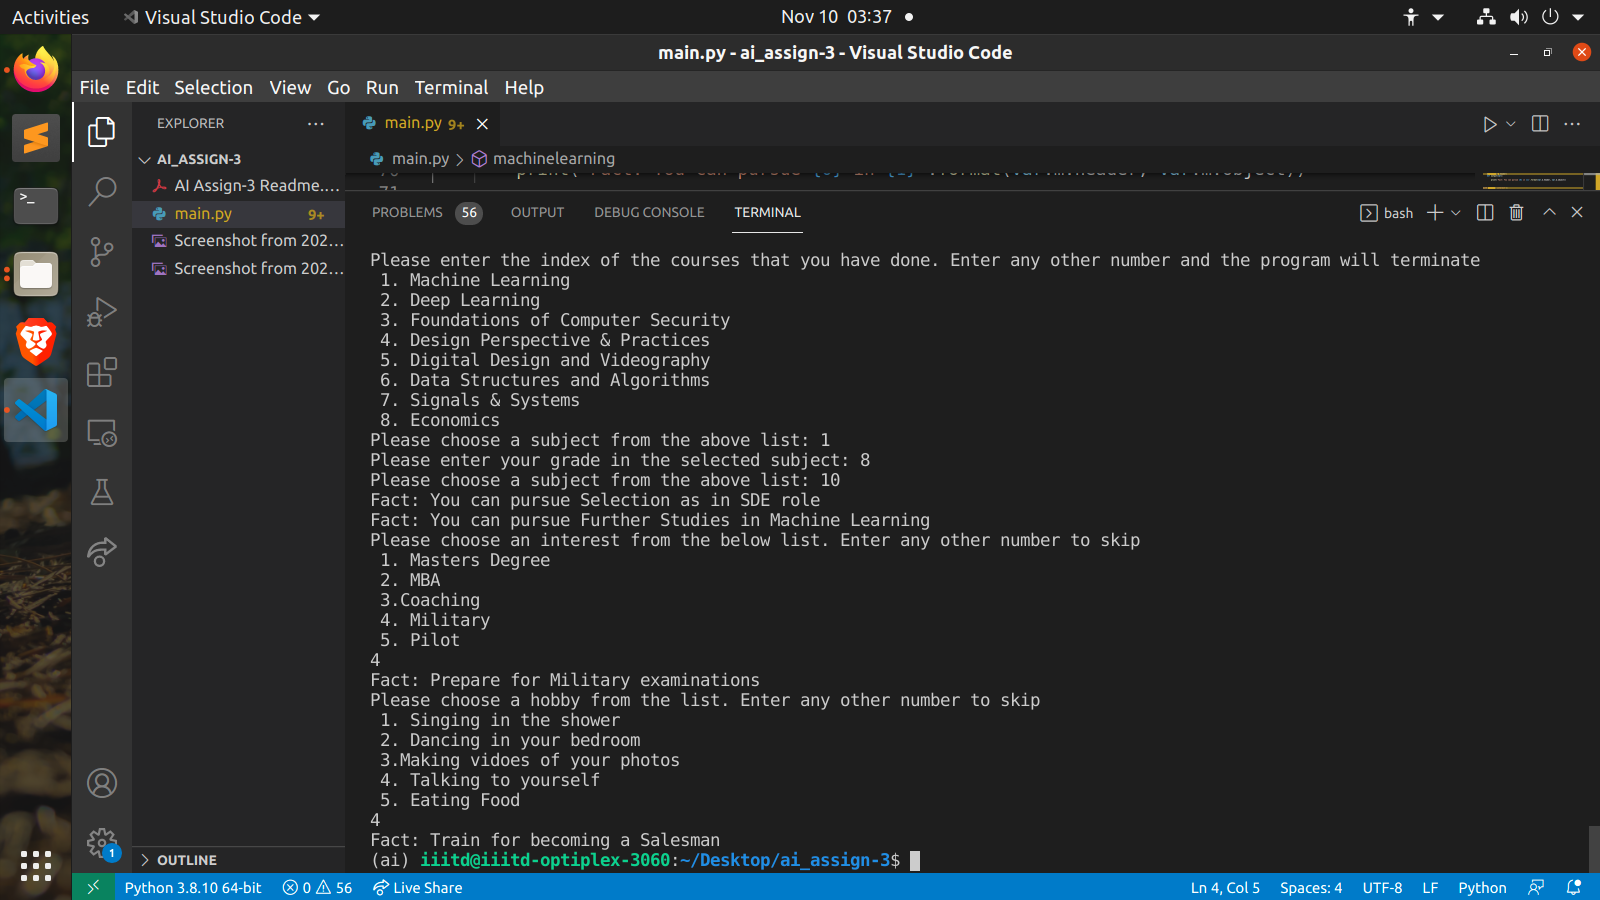 Activities
Visual Studio Code
Nov 10 03:37
main.py - ai_assign-3 - Visual Studio Code
File Edit Selection View Go Run Terminal Help
EXPLORER
AI_ASSIGN-3
AI Assign-3 Readme....
main.py 9+
Screenshot from 202...
Screenshot from 202...
OUTLINE
main.py 9+
main.py > machinelearning
71
PROBLEMS 56 OUTPUT DEBUG CONSOLE TERMINAL
bash
Please enter the index of the courses that you have done. Enter any other number and the program will terminate
1. Machine Learning
2. Deep Learning
3. Foundations of Computer Security
4. Design Perspective & Practices
5. Digital Design and Videography
6. Data Structures and Algorithms
7. Signals & Systems
8. Economics
Please choose a subject from the above list: 1
Please enter your grade in the selected subject: 8
Please choose a subject from the above list: 10
Fact: You can pursue Selection as in SDE role
Fact: You can pursue Further Studies in Machine Learning
Please choose an interest from the below list. Enter any other number to skip
1. Masters Degree
2. MBA
3.Coaching
4. Military
5. Pilot
4
Fact: Prepare for Military examinations
Please choose a hobby from the list. Enter any other number to skip
1. Singing in the shower
2. Dancing in your bedroom
3.Making vidoes of your photos
4. Talking to yourself
5. Eating Food
4
Fact: Train for becoming a Salesman
(ai) iiitd@iiitd-optiplex-3060:~/Desktop/ai_assign-3$
1
Python 3.8.10 64-bit 0 56 Live Share Ln 4, Col 5 Spaces: 4 UTF-8 LF Python